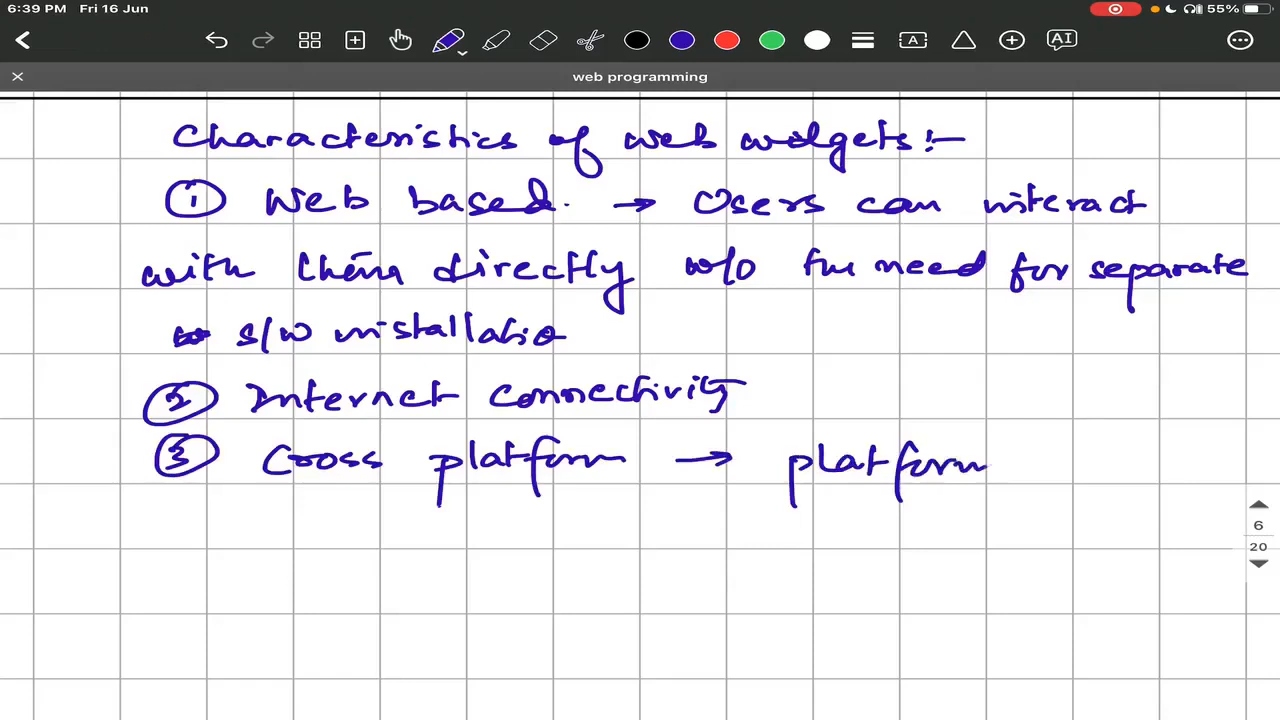 6:39 PM Fri 16 Jun
55%
A
AI
web programming
Characteristics of web widgets:-
① Web based. → Users can interact
with them directly w/o the need for separate
s/w installatio
② Internet connectivity
③ Cross platform → platform
6
20